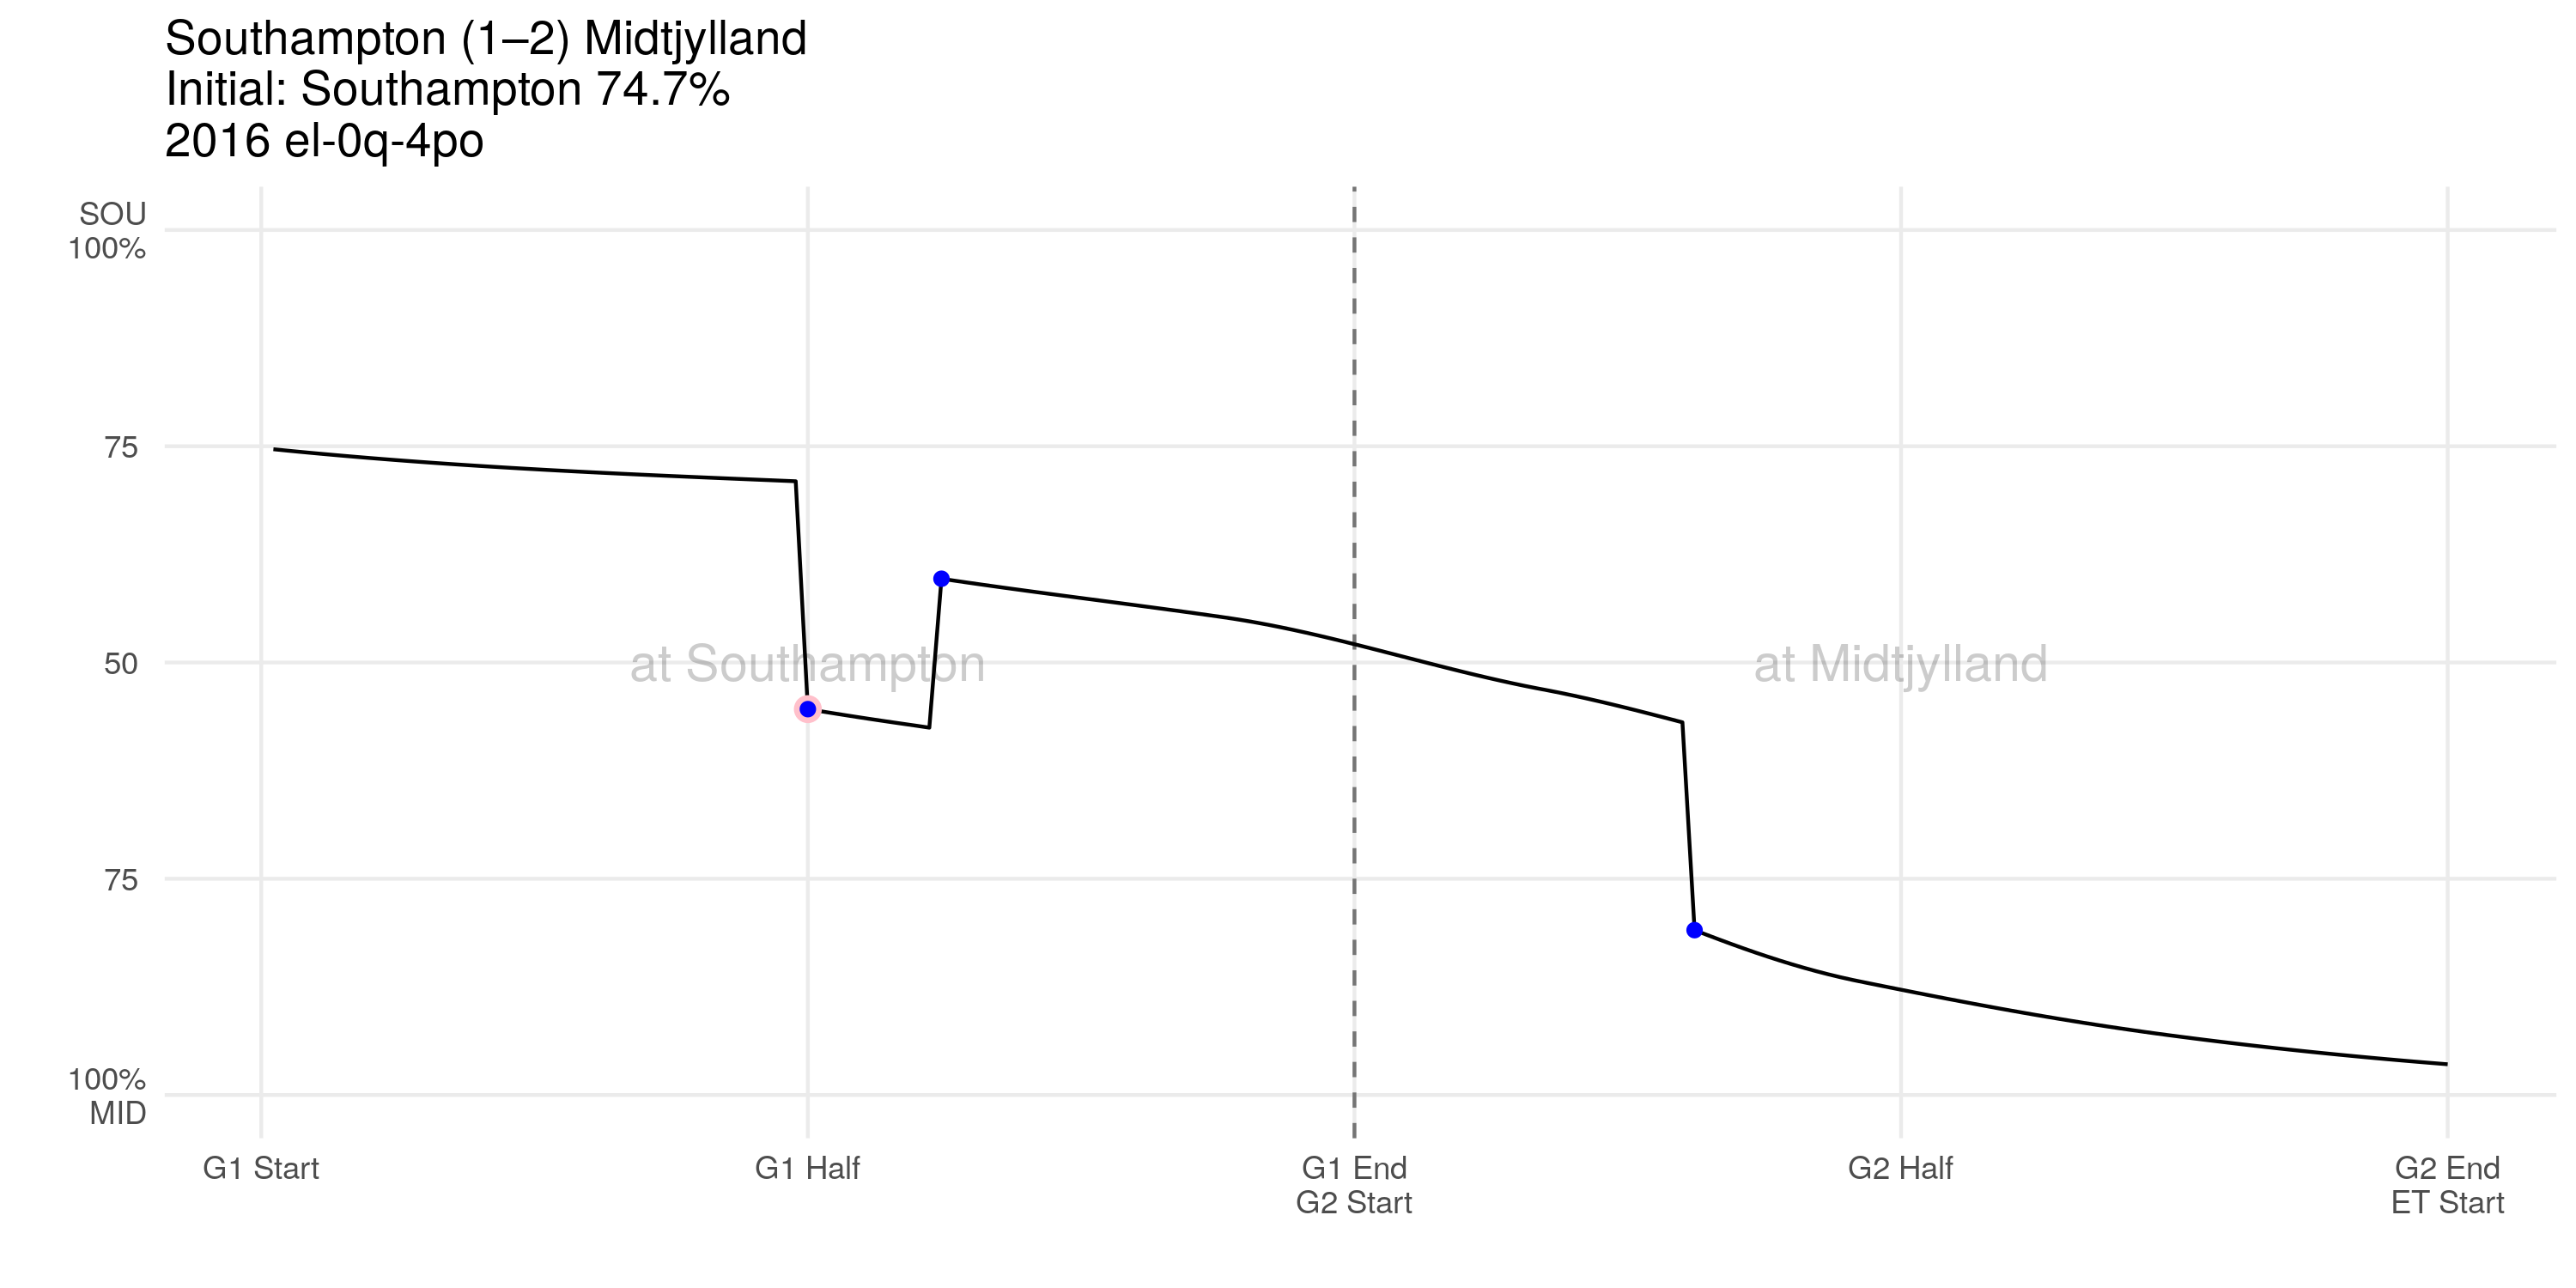 Southampton (1–2) Midtjylland
Initial: Southampton 74.7%
2016 el-0q-4po
SOU
100%
75
50
75
100%
MID
at Southampton
at Midtjylland
G1 Start
G1 Half
G1 End
G2 Start
G2 Half
G2 End
ET Start